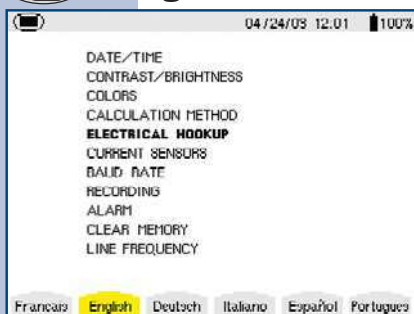 04/24/03 12:01 100%
DATE/TIME
CONTRAST/BRIGHTNESS
COLORS
CALCULATION METHOD
ELECTRICAL HOOKUP
CURRENT SENSORS
BAUD RATE
RECORDING
ALARM
CLEAR MEMORY
LINE FREQUENCY
Francais English Deutsch Italiano Español Portugues